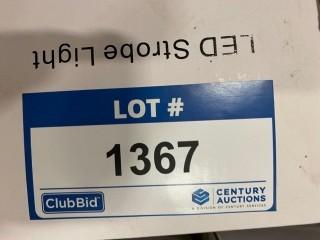 LED Strobe Light
LOT #
1367
ClubBid
CENTURY
AUCTIONS
A DIVISION OF CENTURY SERVICES